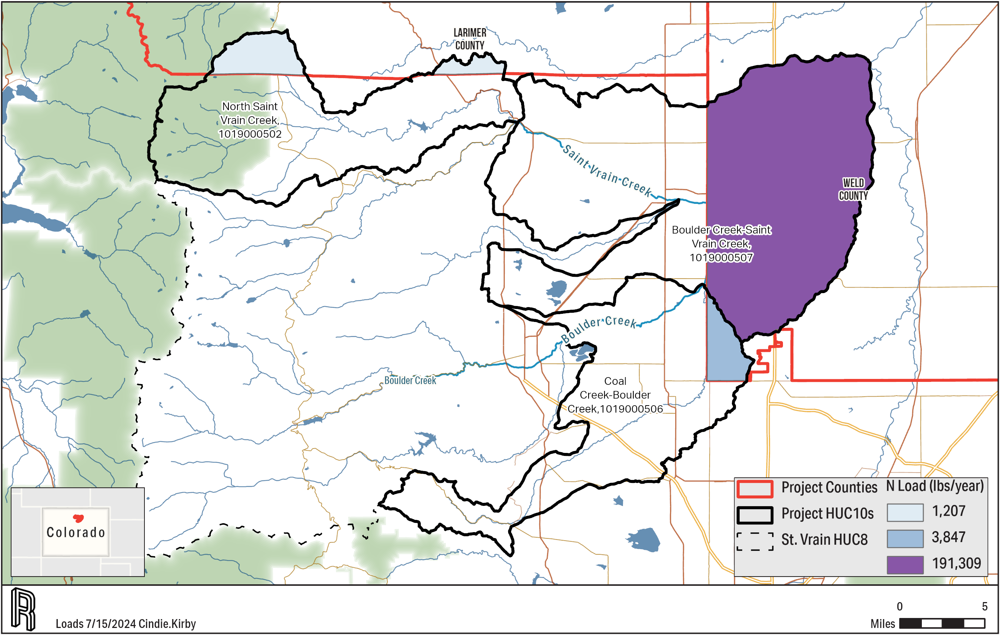 LARIMER
COUNTY
North Saint
Vrain Creek,
1019000502
Saint Vrain Creek
WELD
COUNTY
Boulder Creek-Saint
Vrain Creek,
1019000507
Boulder Creek
Boulder Creek
Coal
Creek-Boulder
Creek,1019000506
Colorado
Project Counties
Project HUC10s
St. Vrain HUC8
N Load (lbs/year)
1,207
3,847
191,309
R
Loads 7/15/2024 Cindie.Kirby
0 5
Miles